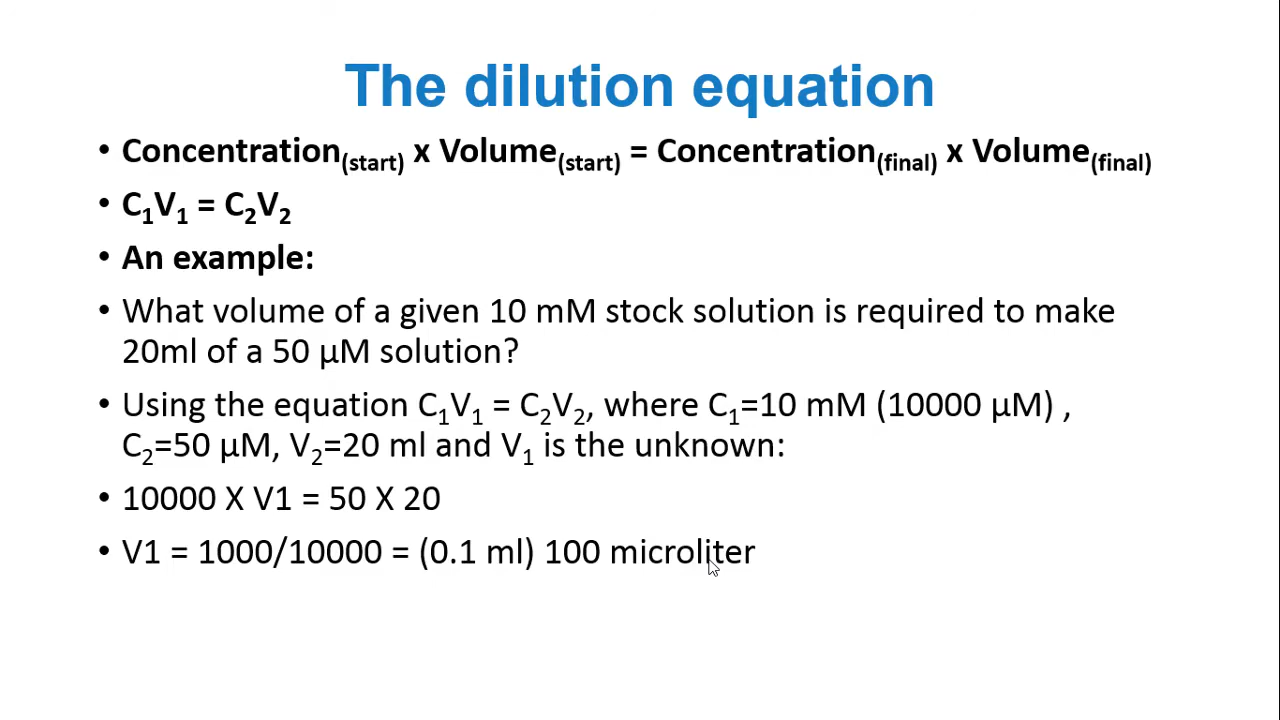 The dilution equation
• Concentration(start) x Volume(start) = Concentration(final) x Volume(final)
• C1V1 = C2V2
• An example:
• What volume of a given 10 mM stock solution is required to make
20ml of a 50 µM solution?
• Using the equation C1V1 = C2V2, where C1=10 mM (10000 µM) ,
C2=50 µM, V2=20 ml and V1 is the unknown:
• 10000 X V1 = 50 X 20
• V1 = 1000/10000 = (0.1 ml) 100 microliter